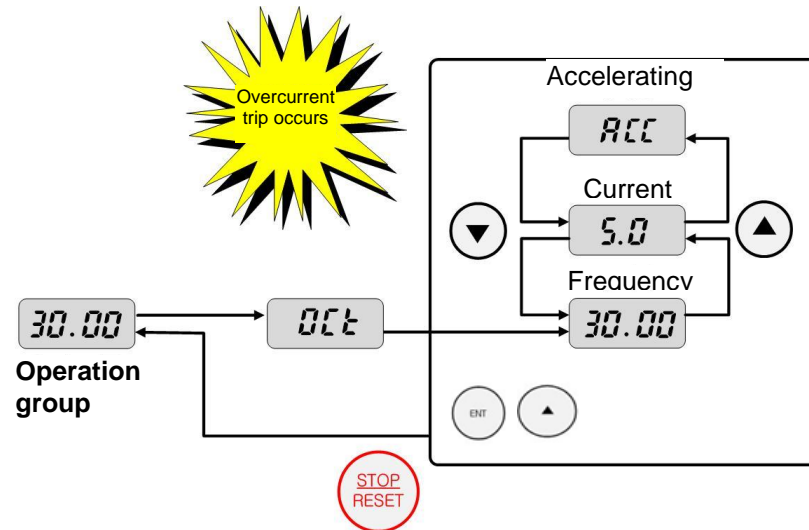 Overcurrent
trip occurs
Accelerating
ACC
Current
5.0
Frequency
30.00
OCt
30.00
Operation
group
ENT
STOP
RESET